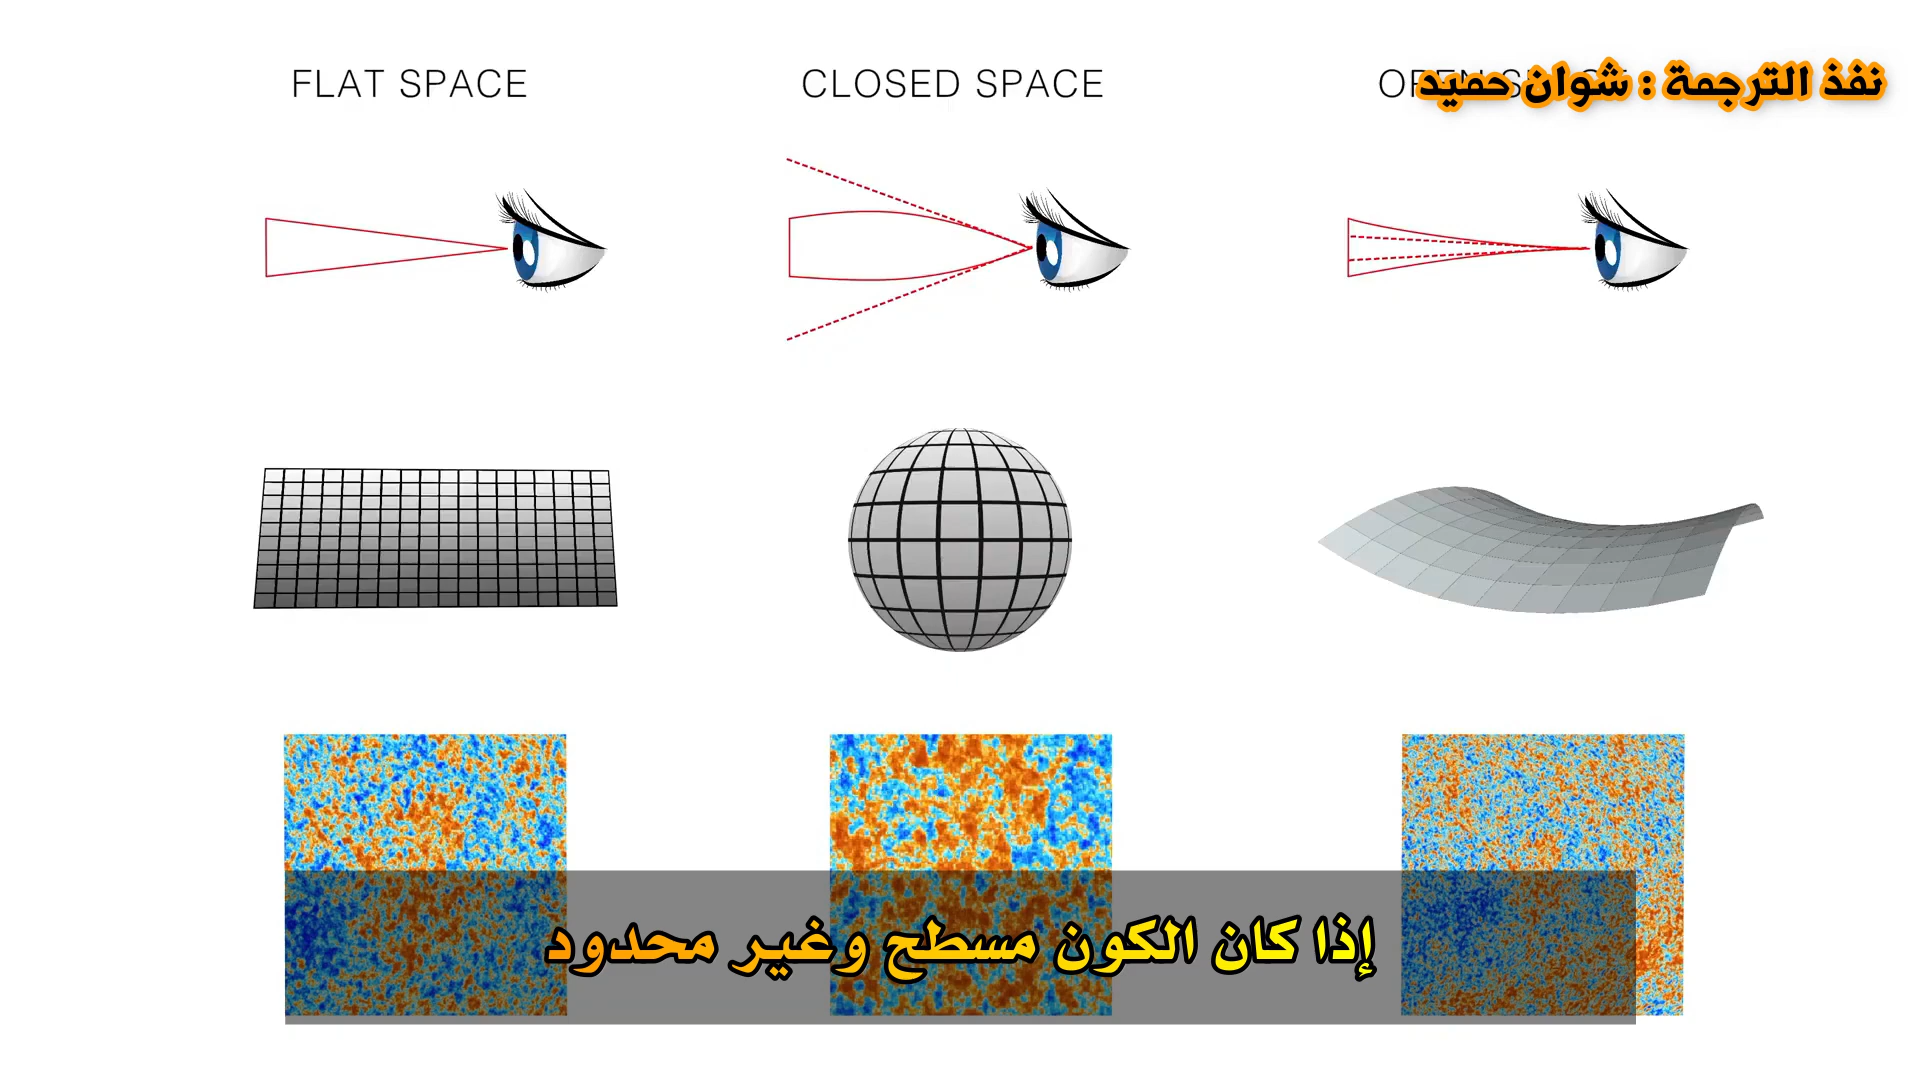 FLAT SPACE
CLOSED SPACE
نفذ الترجمة : شوان حميد
إذا كان الكون مسطح وغير محدود